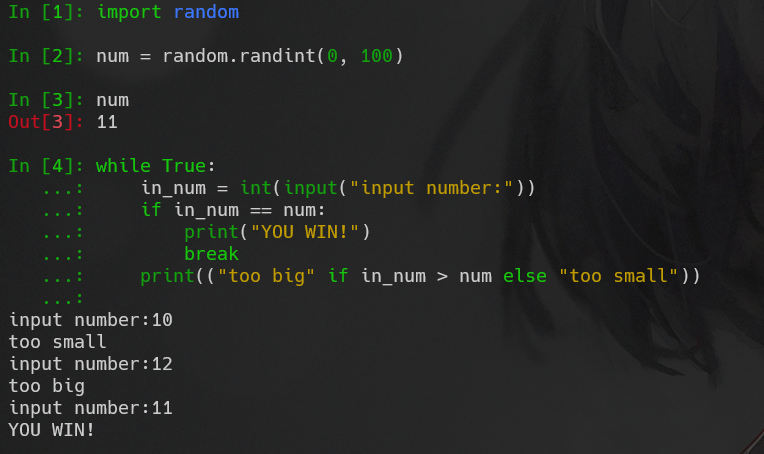 In [1]: import random
In [2]: num = random.randint(0, 100)
In [3]: num
Out[3]: 11
In [4]: while True:
   ...:     in_num = int(input("input number:"))
   ...:     if in_num == num:
   ...:         print("YOU WIN!")
   ...:         break
   ...:     print(("too big" if in_num > num else "too small"))
   ...:
input number:10
too small
input number:12
too big
input number:11
YOU WIN!